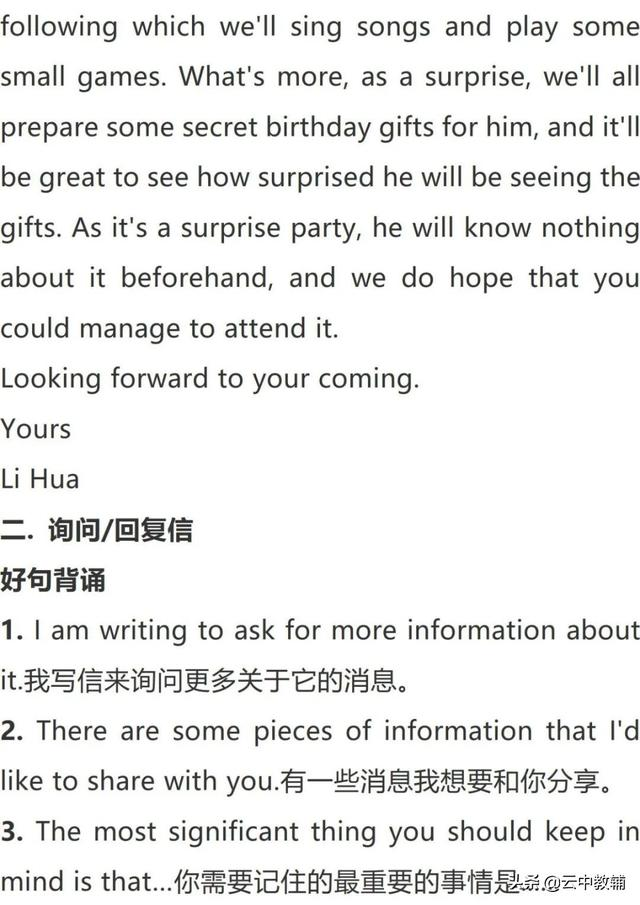 following which we'll sing songs and play some
small games. What's more, as a surprise, we'll all
prepare some secret birthday gifts for him, and it'll
be great to see how surprised he will be seeing the
gifts. As it's a surprise party, he will know nothing
about it beforehand, and we do hope that you
could manage to attend it.
Looking forward to your coming.
Yours
Li Hua
二. 询问/回复信
好句背诵
1. I am writing to ask for more information about
it.我写信来询问更多关于它的消息。
2. There are some pieces of information that I'd
like to share with you.有一些消息我想要和你分享。
3. The most significant thing you should keep in
mind is that...你需要记住的最重要的事情是...
头条 @云中教辅